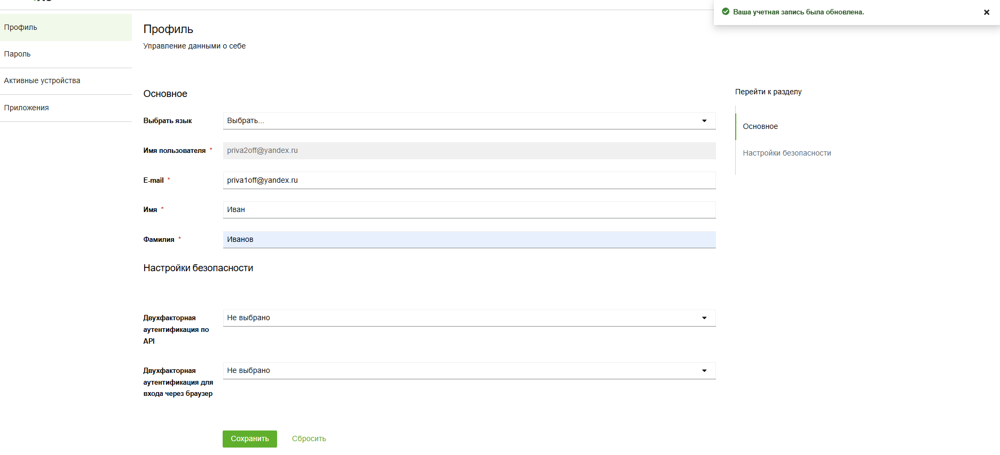 Ваша учетная запись была обновлена.
Профиль
Пароль
Активные устройства
Приложения
Профиль
Управление данными о себе
Основное
Выбрать язык
Выбрать...
Имя пользователя *
priva2off@yandex.ru
E-mail *
priva1off@yandex.ru
Имя *
Иван
Фамилия *
Иванов
Настройки безопасности
Двухфакторная
аутентификация по
API
Не выбрано
Двухфакторная
аутентификация для
входа через браузер
Не выбрано
Сохранить
Сбросить
Перейти к разделу
Основное
Настройки безопасности